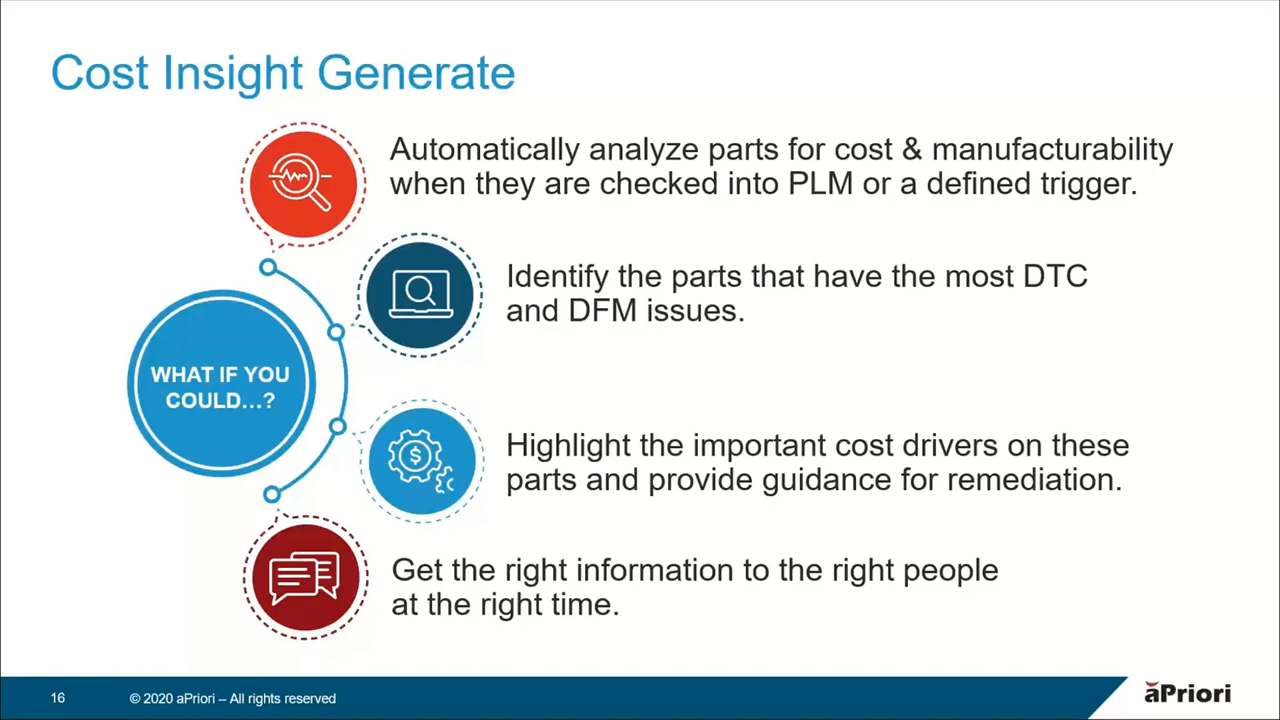 Cost Insight Generate
Automatically analyze parts for cost & manufacturability
when they are checked into PLM or a defined trigger.
Identify the parts that have the most DTC
and DFM issues.
WHAT IF YOU
COULD...?
$
Highlight the important cost drivers on these
parts and provide guidance for remediation.
Get the right information to the right people
at the right time.
16
© 2020 aPriori – All rights reserved
aPriori